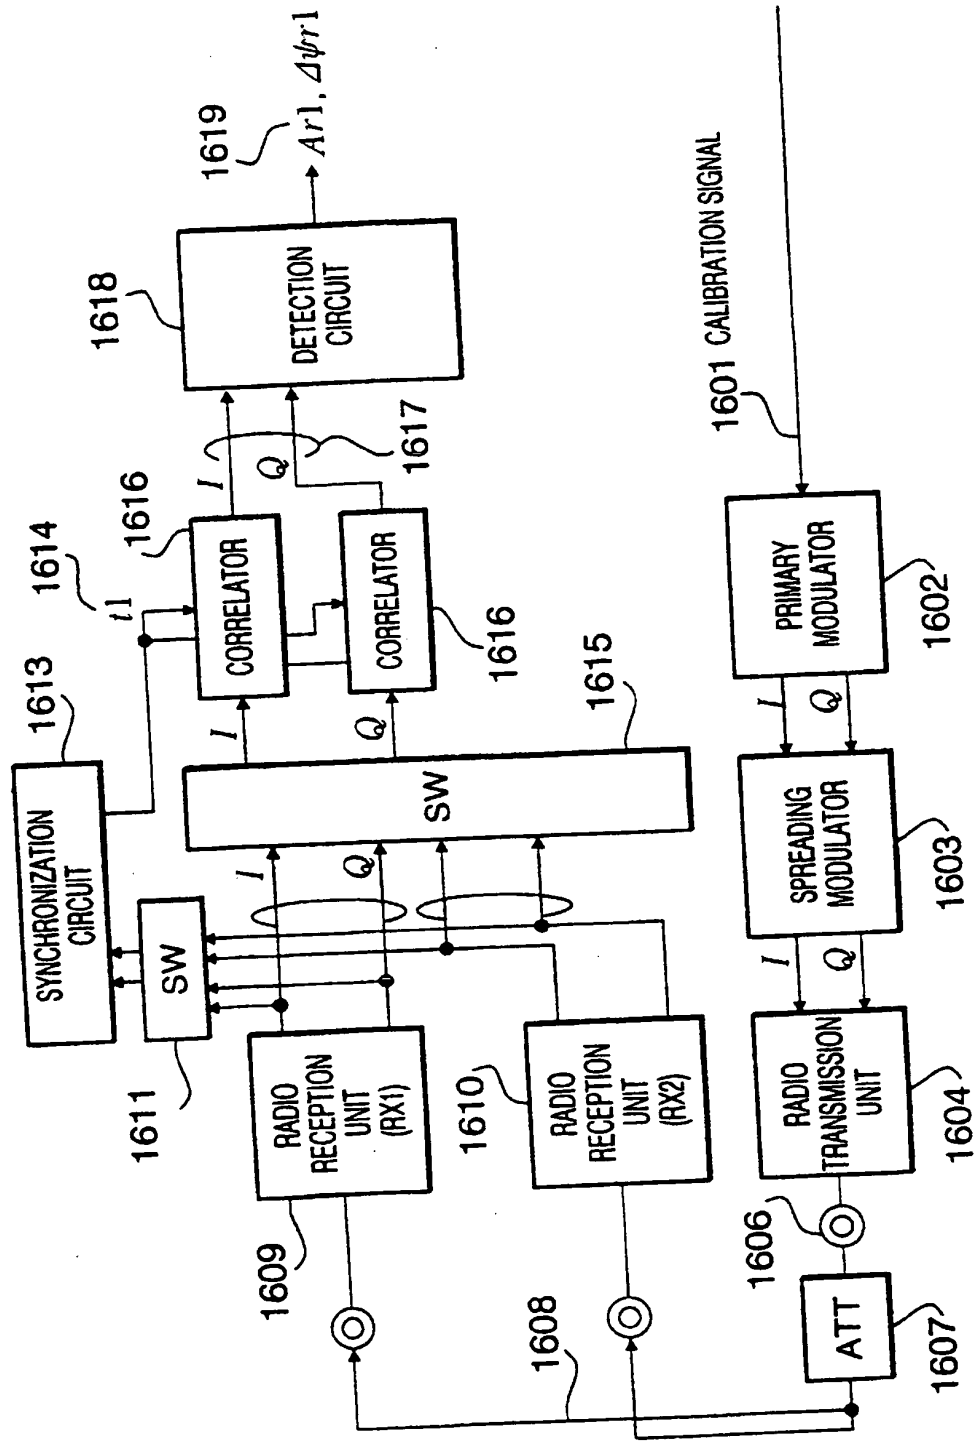 1613
SYNCHRONIZATION
CIRCUIT
1614
t1
1616
1618
1619
Ar1, Δψr1
SW
1611
I
CORRELATOR
I
DETECTION
CIRCUIT
Q
1617
1609
RADIO
RECEPTION
UNIT
(RX1)
I
Q
SW
Q
CORRELATOR
1616
1615
1608
1610
RADIO
RECEPTION
UNIT
(RX2)
1606
ATT
1607
RADIO
TRANSMISSION
UNIT
1604
I
Q
SPREADING
MODULATOR
1603
I
Q
PRIMARY
MODULATOR
1602
1601 CALIBRATION SIGNAL